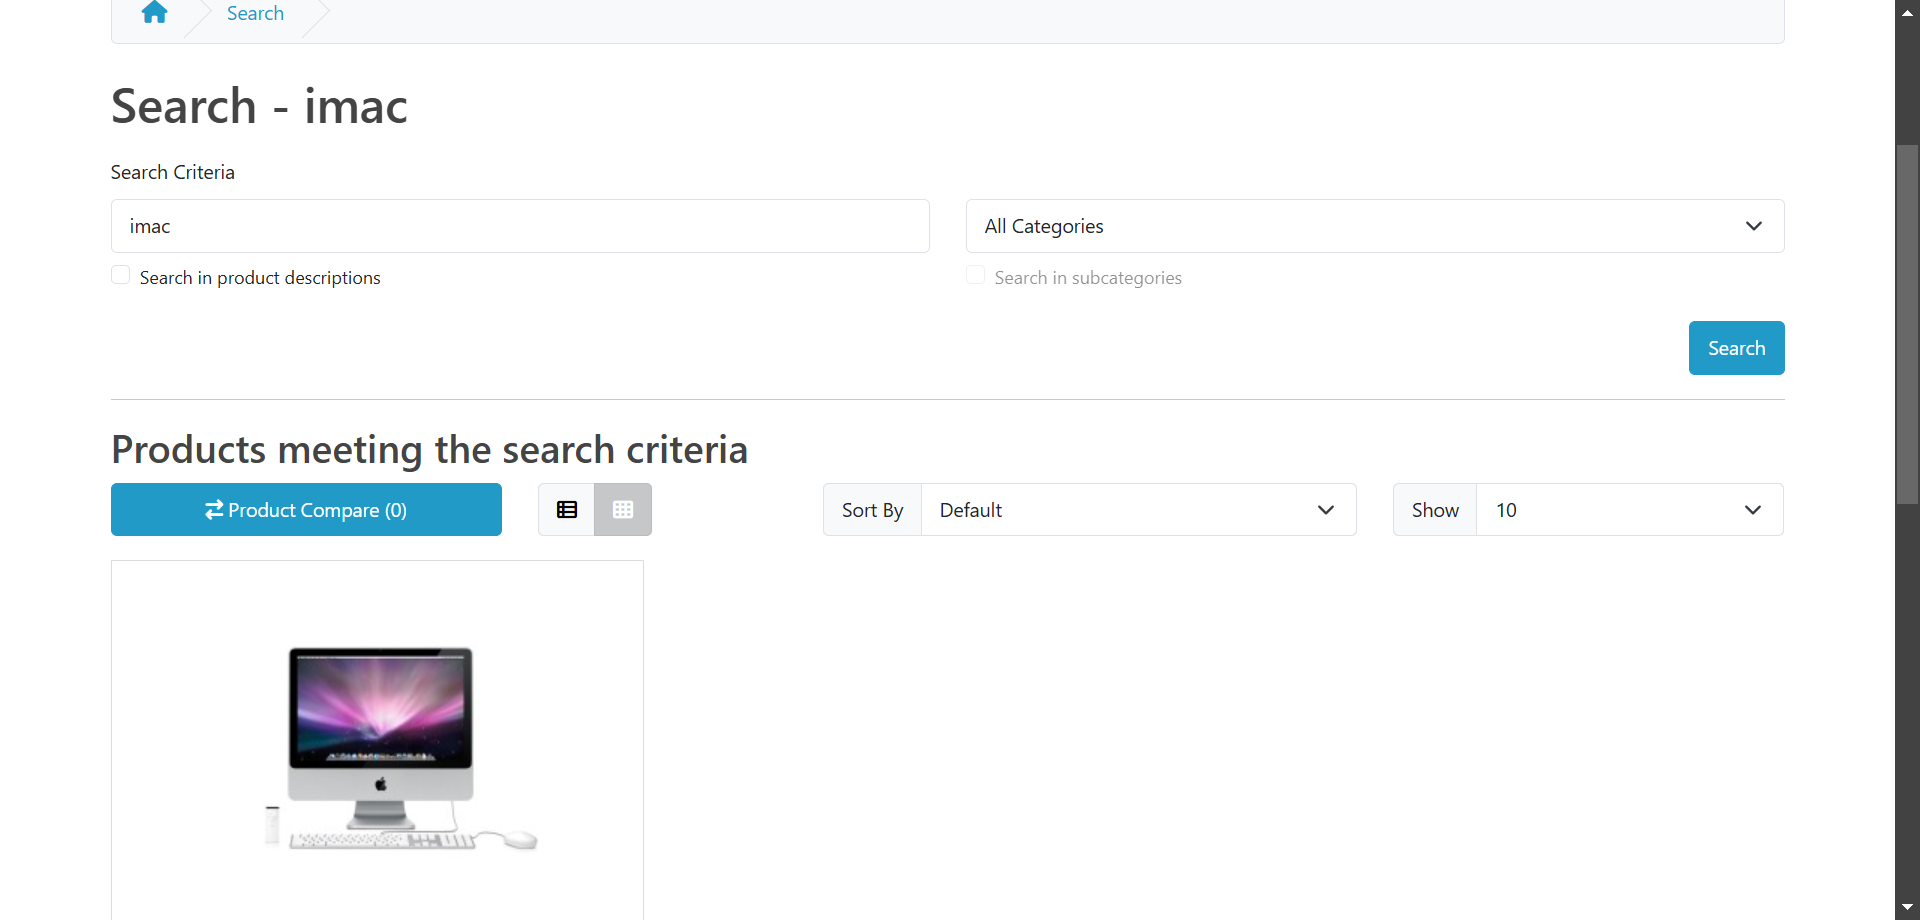 Search
Search - imac
Search Criteria
imac
All Categories
Search in product descriptions
Search in subcategories
Search
Products meeting the search criteria
Product Compare (0)
Sort By
Default
Show
10